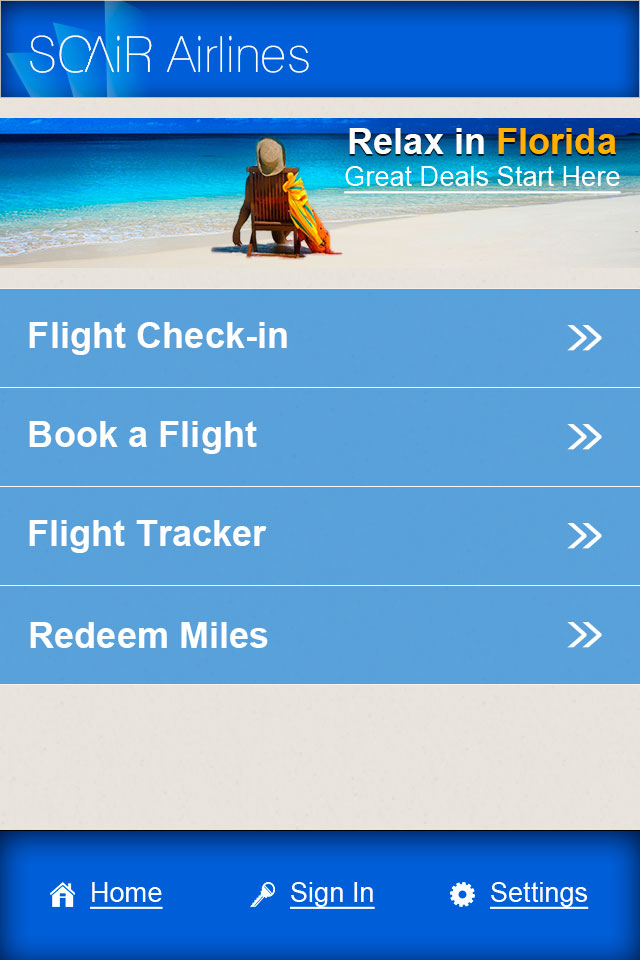 SCAiR Airlines
Relax in Florida
Great Deals Start Here
Flight Check-in
Book a Flight
Flight Tracker
Redeem Miles
Home
Sign In
Settings